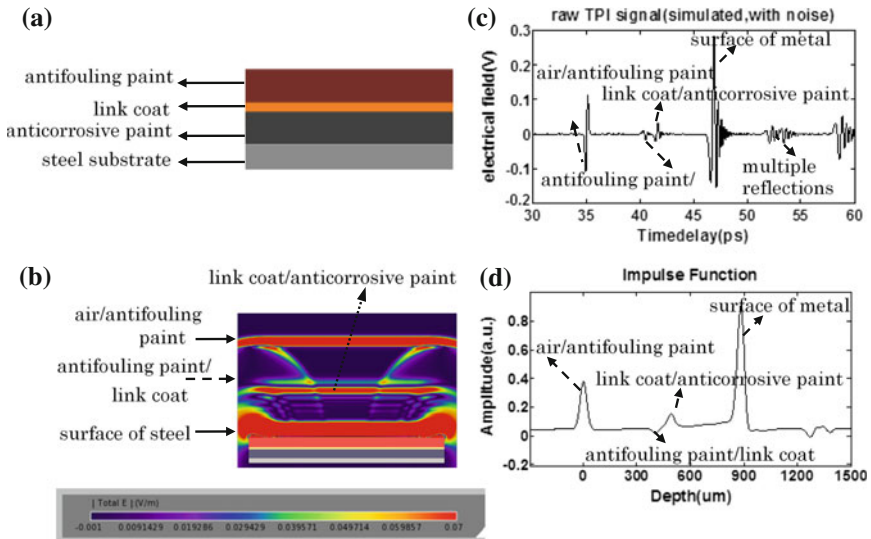 (a)
antifouling paint
link coat
anticorrosive paint
steel substrate
(b)
link coat/anticorrosive paint
air/antifouling
paint
antifouling paint/
link coat
surface of steel
| Total E | (V/m)
-0.001 0.0091429 0.019286 0.029429 0.039571 0.049714 0.059857 0.07
(c)
raw TPI signal(simulated,with noise)
electrical field(V)
0.3
0.2
0.1
0
-0.1
-0.2
surface of metal
air/antifouling paint
link coat/anticorrosive paint
antifouling paint/
multiple
reflections
30 35 40 45 50 55 60
Timedelay(ps)
(d)
Impulse Function
Amplitude(a.u.)
0.8
0.6
0.4
0.2
0
-0.2
surface of metal
air/antifouling paint
link coat/anticorrosive paint
antifouling paint/link coat
0 300 600 900 1200 1500
Depth(um)